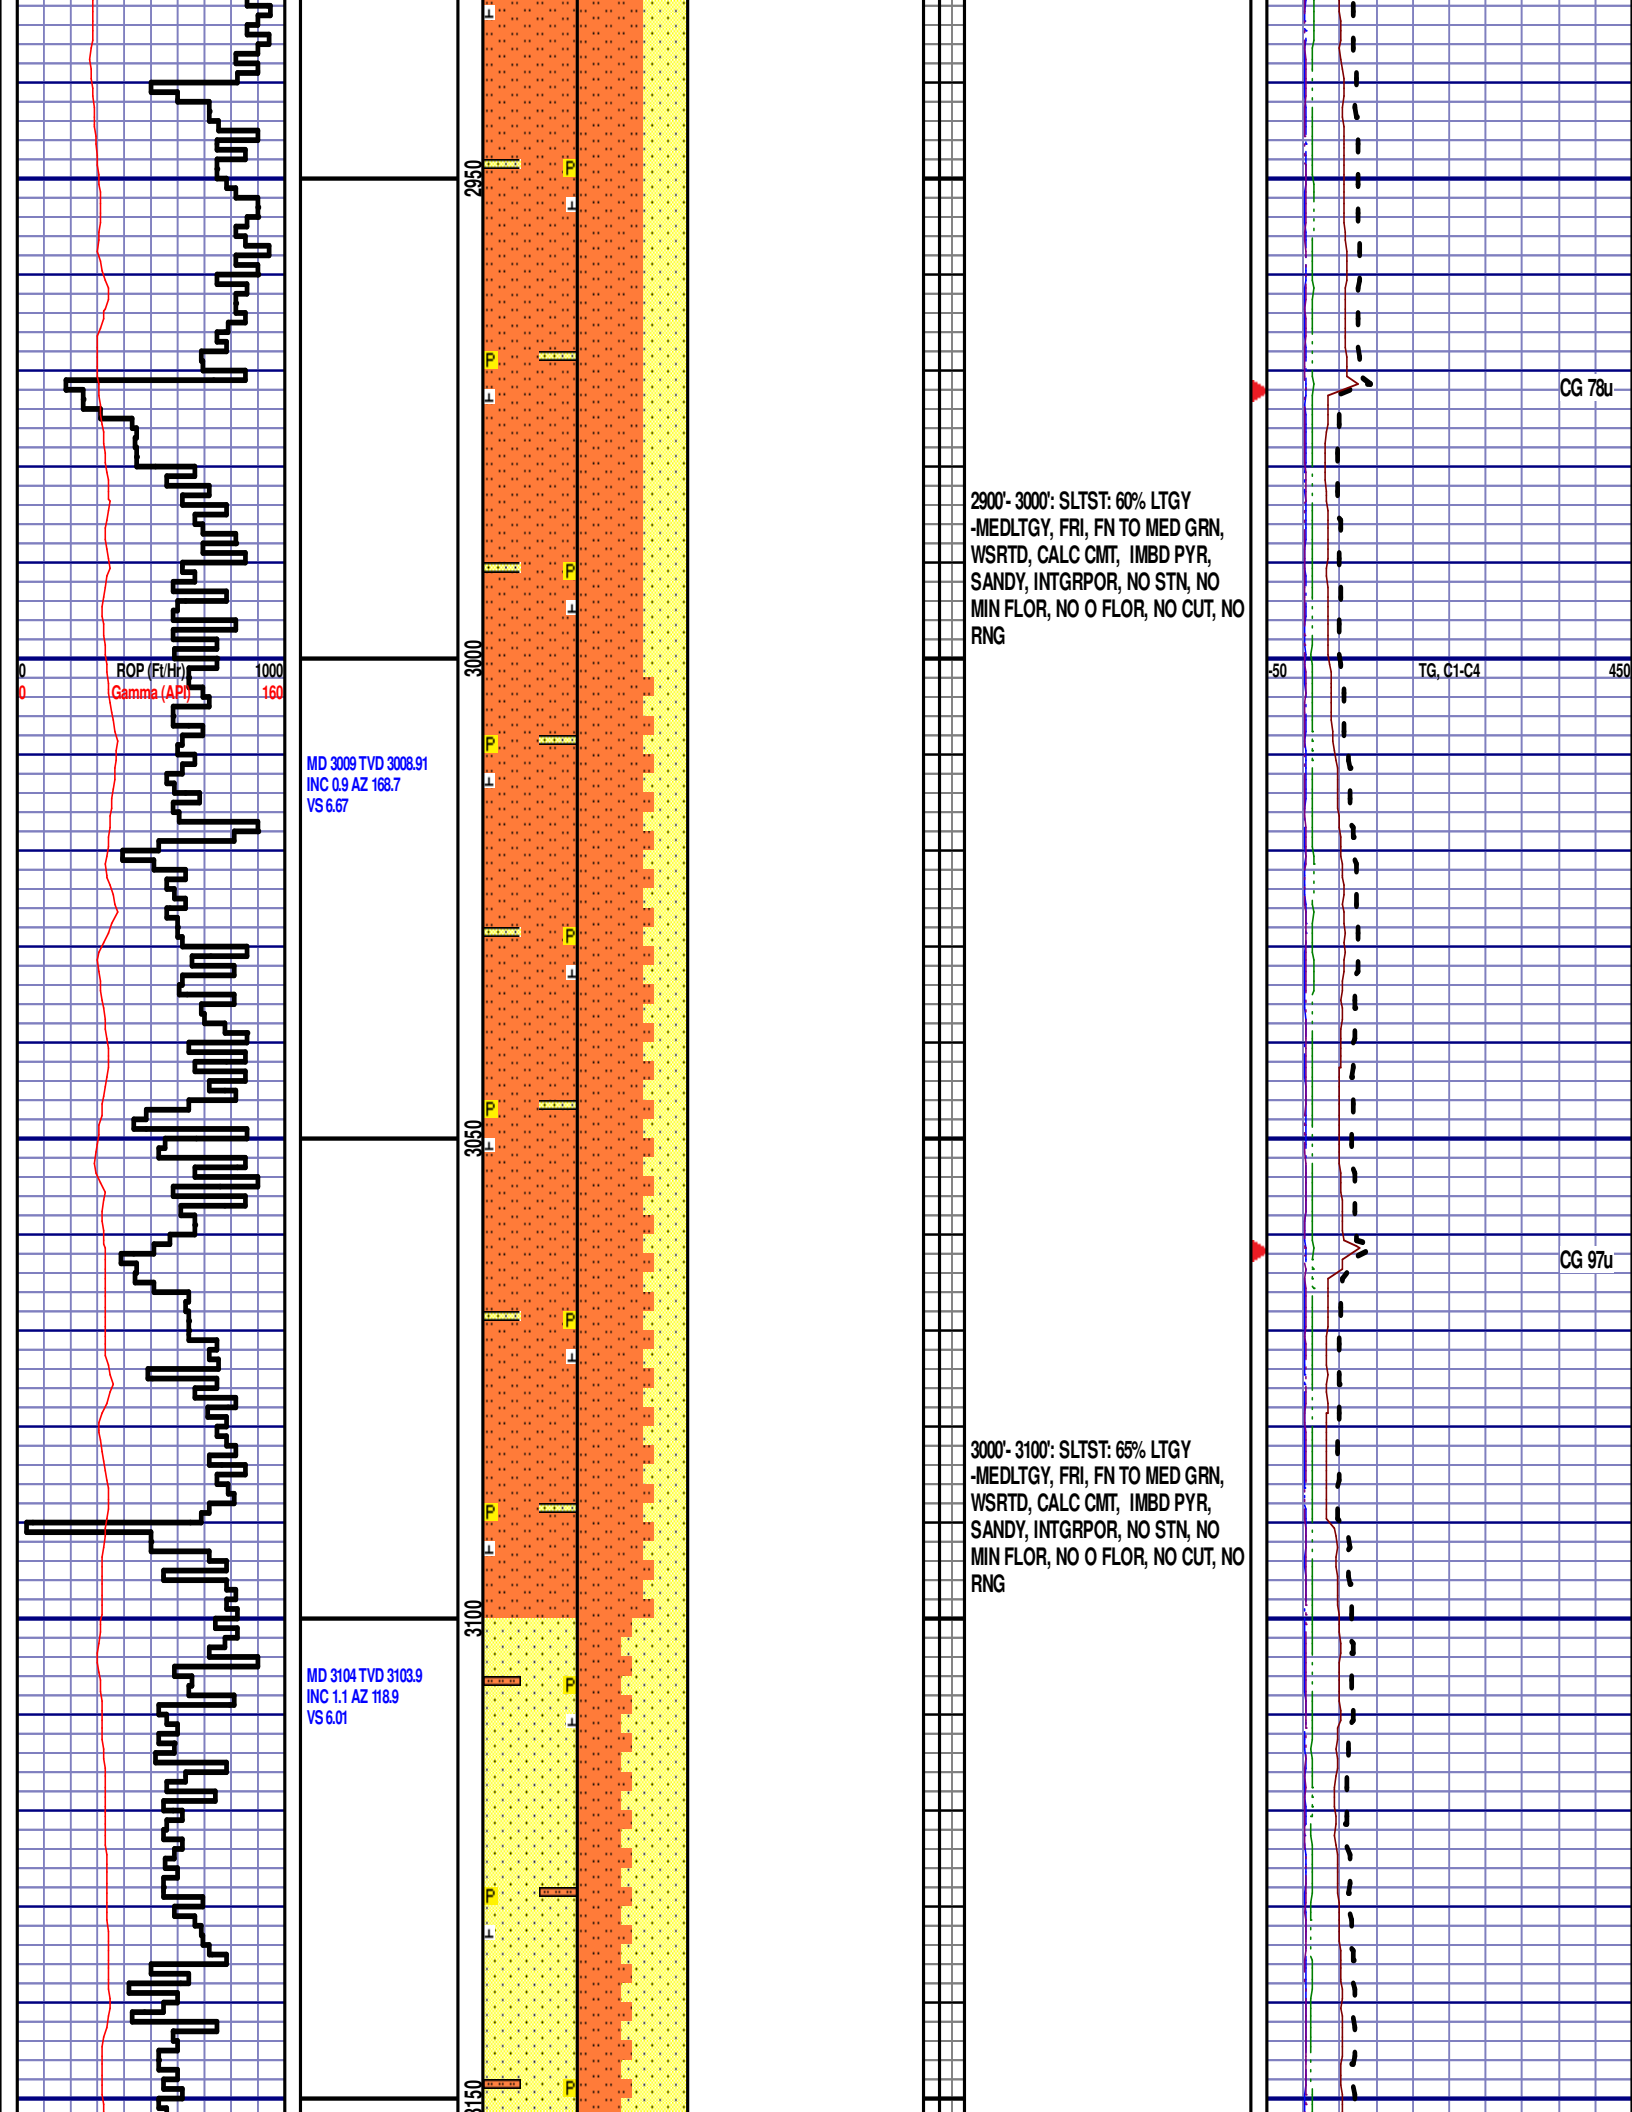 2950
CG 78u
2900'- 3000': SLTST: 60% LTGY
-MEDLTGY, FRI, FN TO MED GRN,
WSRTD, CALC CMT, IMBD PYR,
SANDY, INTGRPOR, NO STN, NO
MIN FLOR, NO O FLOR, NO CUT, NO
RNG
3000
0 ROP (Ft/Hr) 1000
0 Gamma (API) 160
-50 TG, C1-C4 450
MD 3009 TVD 3008.91
INC 0.9 AZ 168.7
VS 6.67
3050
CG 97u
3000'- 3100': SLTST: 65% LTGY
-MEDLTGY, FRI, FN TO MED GRN,
WSRTD, CALC CMT, IMBD PYR,
SANDY, INTGRPOR, NO STN, NO
MIN FLOR, NO O FLOR, NO CUT, NO
RNG
3100
MD 3104 TVD 3103.9
INC 1.1 AZ 118.9
VS 6.01
3150
P
P
P
P
P
P
P
P
P
P
P